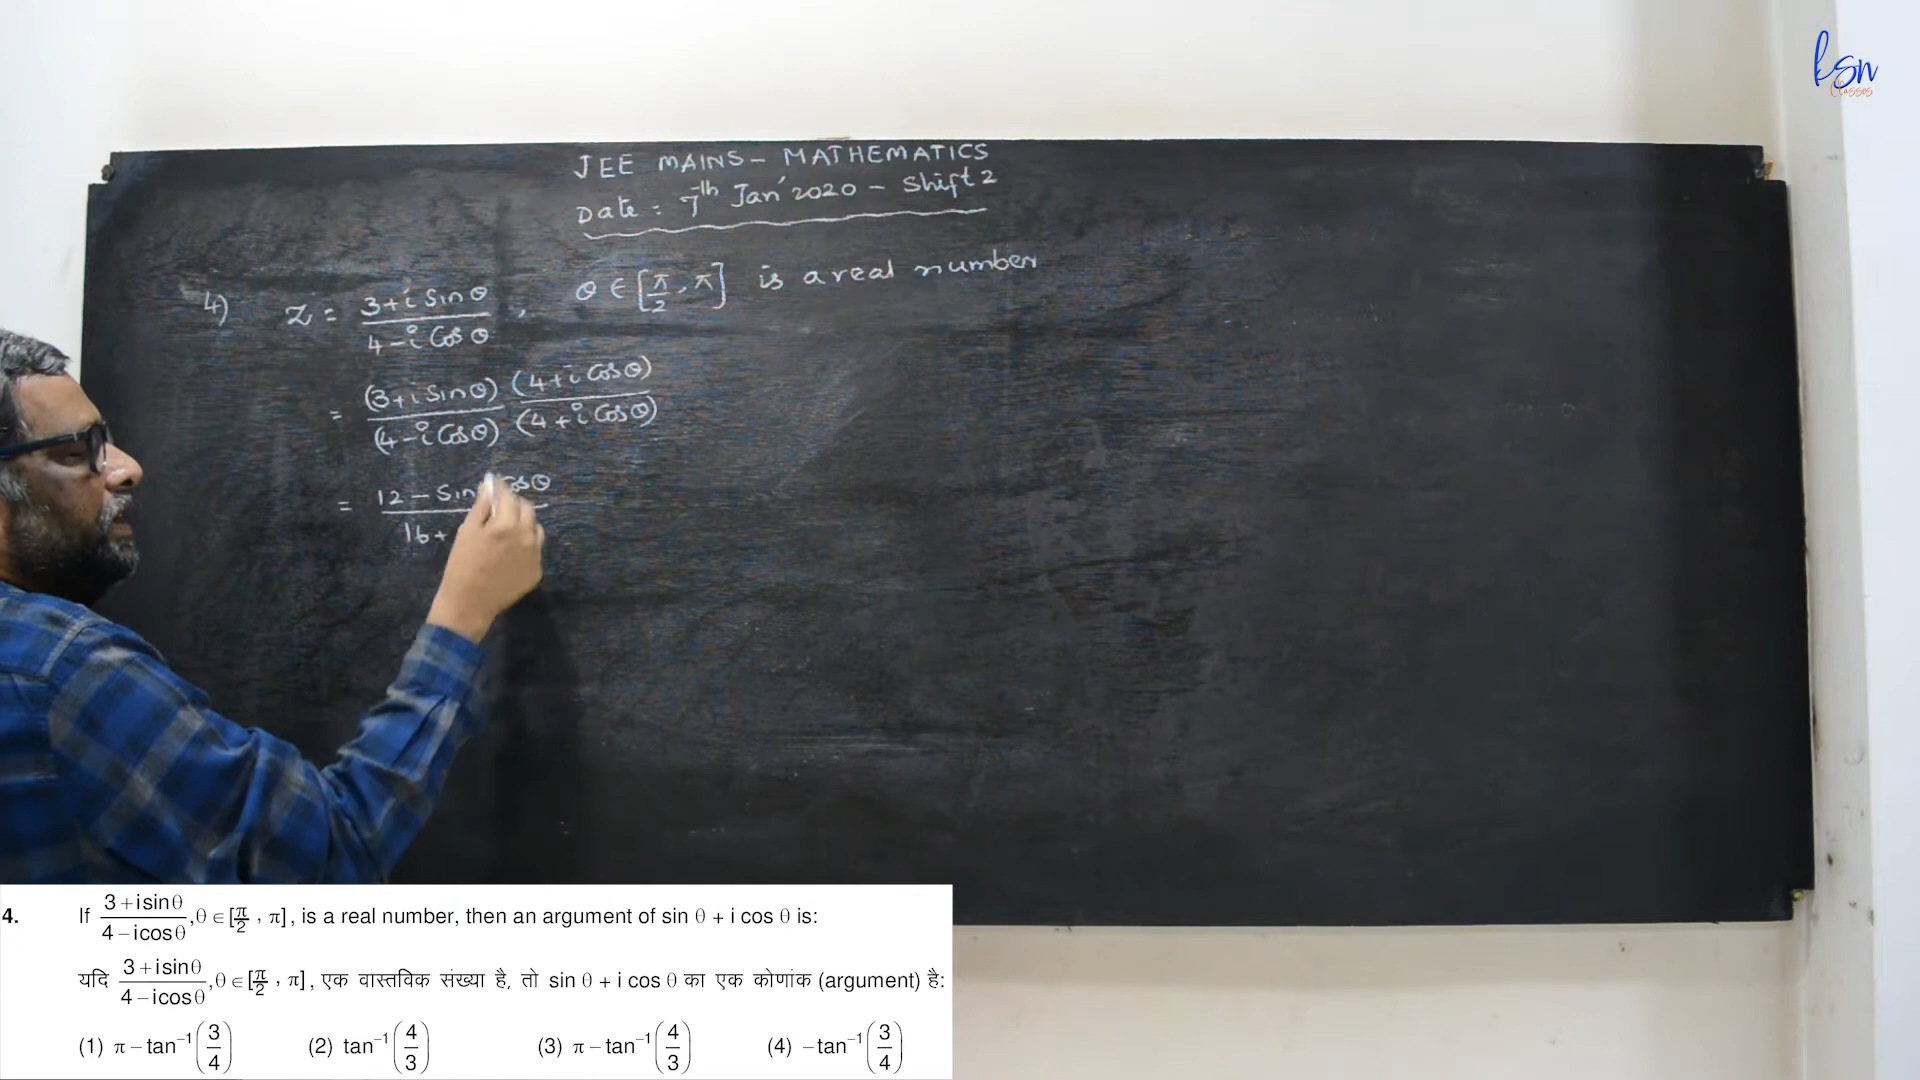 ksn
Classes
JEE MAINS - MATHEMATICS
Date : 7th Jan' 2020 - Shift 2
4) Z = (3+i Sinθ)/(4-i Cosθ) , θ ∈ [π/2, π] is a real number
= (3+i Sinθ)(4+i Cosθ) / (4-i Cosθ)(4+i Cosθ)
= 12 - Sin Cosθ / 16+
4. If (3+isinθ)/(4-icosθ), θ∈[π/2 , π], is a real number, then an argument of sin θ + i cos θ is:
यदि (3+isinθ)/(4-icosθ), θ∈[π/2 , π], एक वास्तविक संख्या है, तो sin θ + i cos θ का एक कोणांक (argument) है:
(1) π – tan⁻¹(3/4) (2) tan⁻¹(4/3) (3) π – tan⁻¹(4/3) (4) –tan⁻¹(3/4)